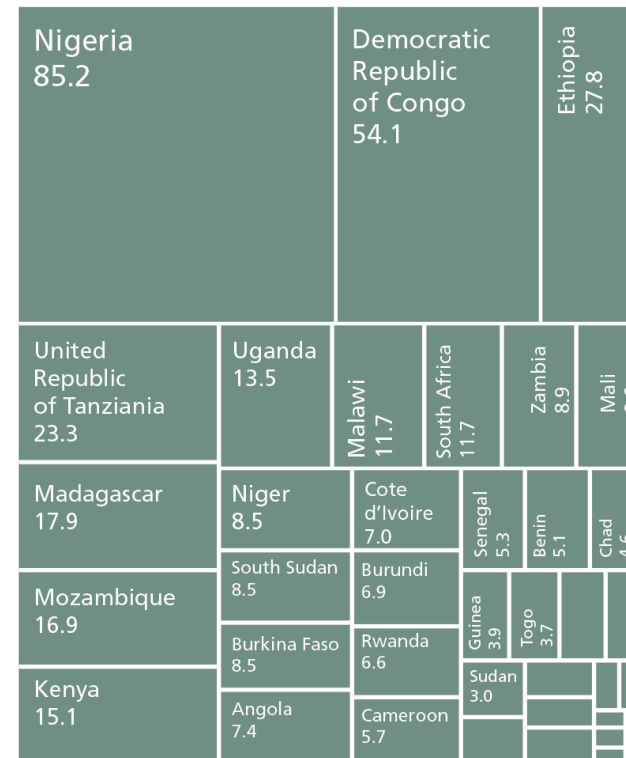 Nigeria
85.2
Democratic
Republic
of Congo
54.1
Ethiopia
27.8
United
Republic
of Tanziania
23.3
Uganda
13.5
Malawi
11.7
South Africa
11.7
Zambia
8.9
Mali
Madagascar
17.9
Niger
8.5
Cote
d’Ivoire
7.0
Senegal
5.3
Benin
5.1
Chad
South Sudan
8.5
Burundi
6.9
Mozambique
16.9
Guinea
3.9
Togo
3.7
Burkina Faso
8.5
Rwanda
6.6
Sudan
3.0
Kenya
15.1
Angola
7.4
Cameroon
5.7